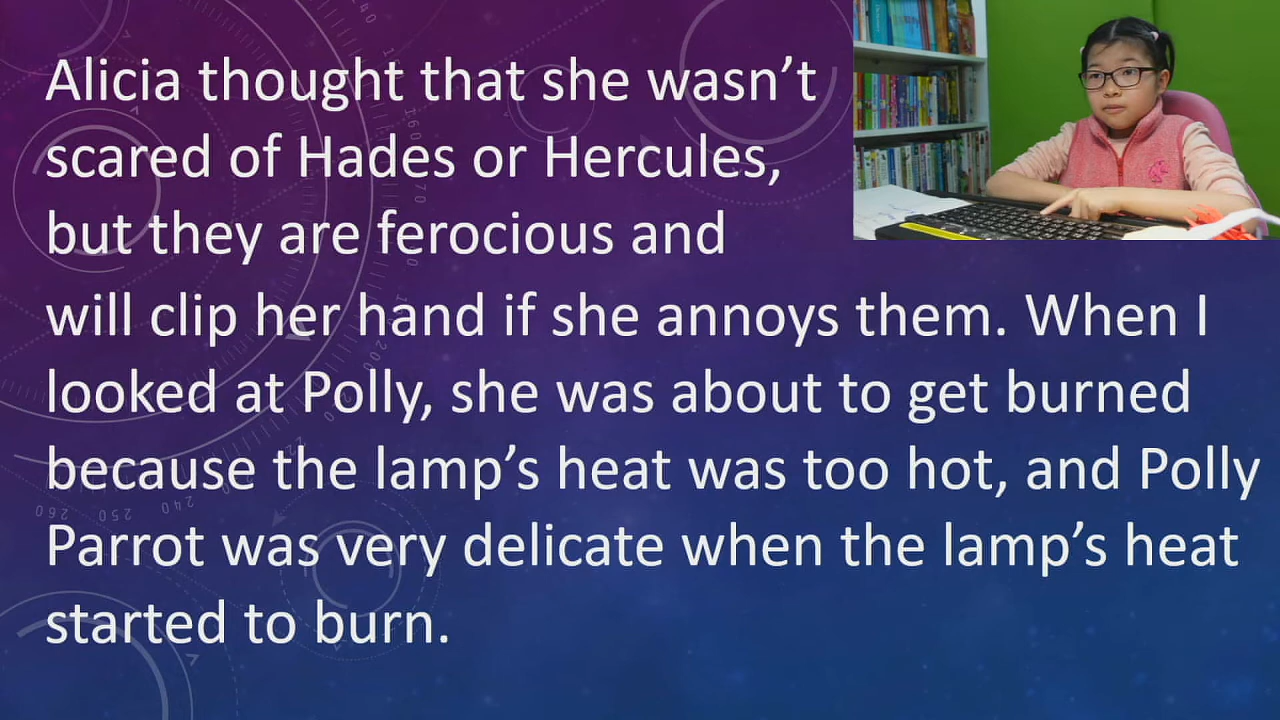 Alicia thought that she wasn’t
scared of Hades or Hercules,
but they are ferocious and
will clip her hand if she annoys them. When I
looked at Polly, she was about to get burned
because the lamp’s heat was too hot, and Polly
Parrot was very delicate when the lamp’s heat
started to burn.